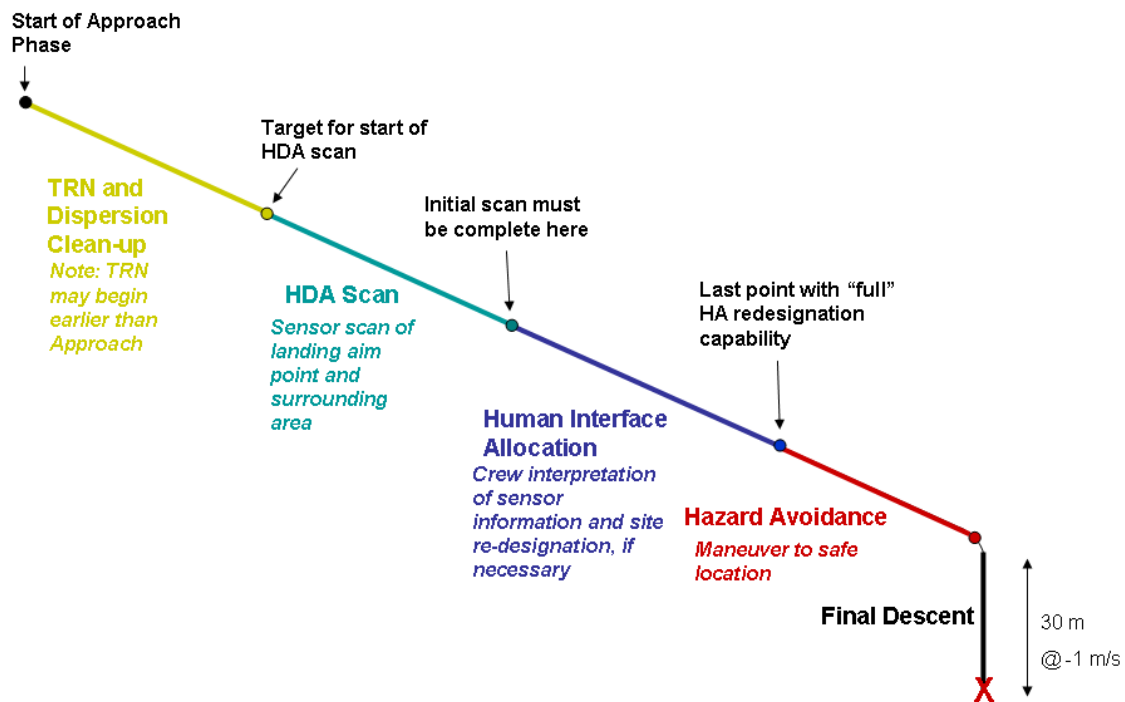 Start of Approach
Phase
Target for start of
HDA scan
TRN and
Dispersion
Clean-up
Note: TRN
may begin
earlier than
Approach
Initial scan must
be complete here
HDA Scan
Sensor scan of
landing aim
point and
surrounding
area
Last point with “full”
HA redesignation
capability
Human Interface
Allocation
Crew interpretation
of sensor
information and site
re-designation, if
necessary
Hazard Avoidance
Maneuver to safe
location
Final Descent
30 m
@-1 m/s
X